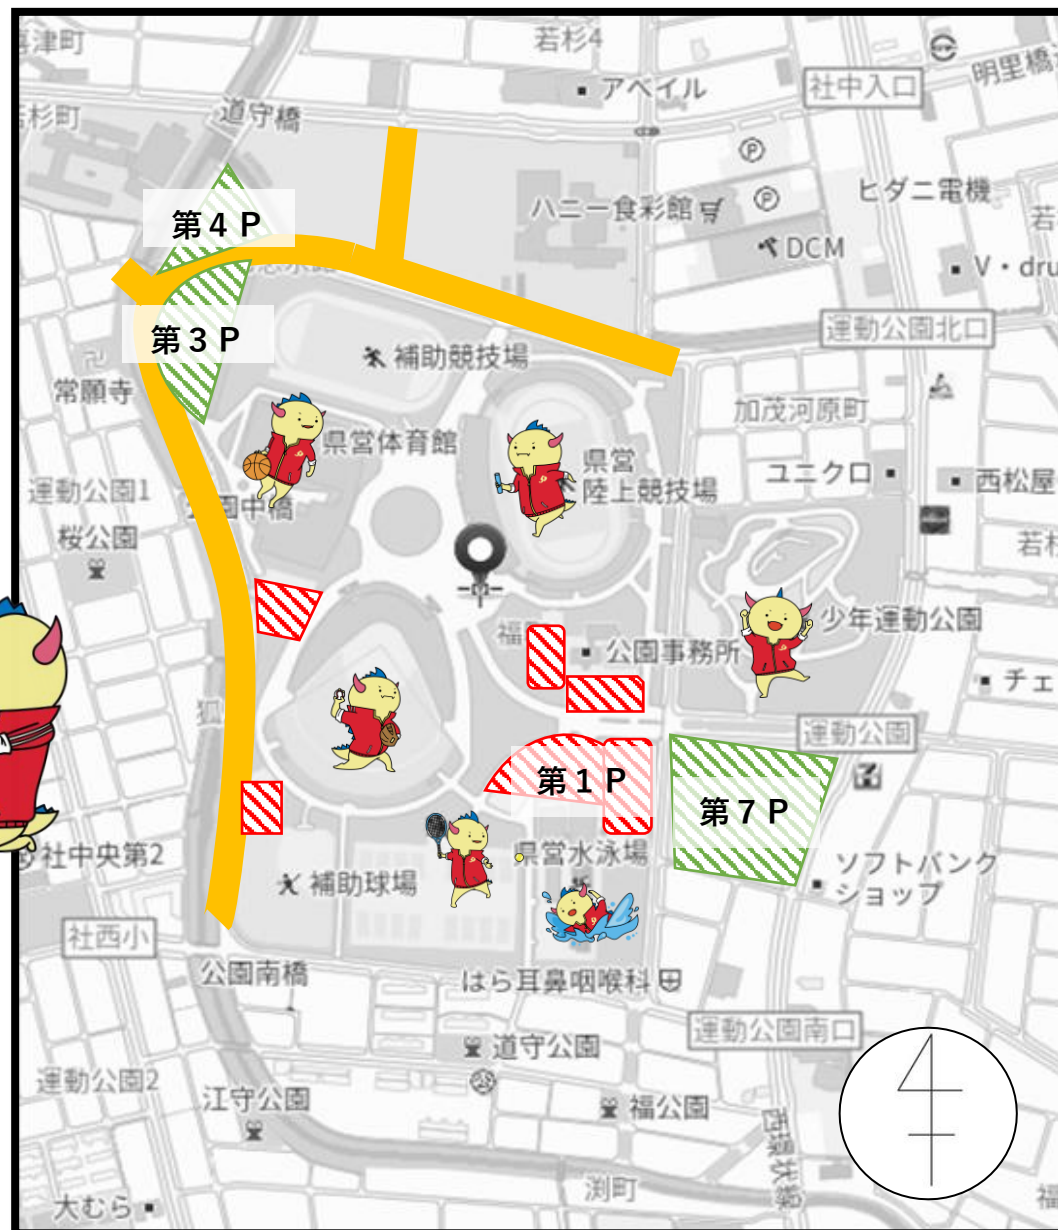 若杉4
アベイル
社中入口
明里橋
道守橋
杉町
ヒダニ電機
第４Ｐ
ハニー食彩館
DCM
V・dru
第３Ｐ
運動公園北口
補助競技場
常願寺
加茂河原町
県営体育館
県営
陸上競技場
ユニクロ
西松屋
運動公園1
公園中橋
桜公園
若杉
福
公園事務所
少年運動公園
チェ
狐
運動公園
第１Ｐ
第７Ｐ
社中央第2
県営水泳場
ソフトバンク
ショップ
補助球場
社西小
公園南橋
はら耳鼻咽喉科
運動公園南口
道守公園
運動公園2
江守公園
福公園
西環状線
渕町
大むら
福